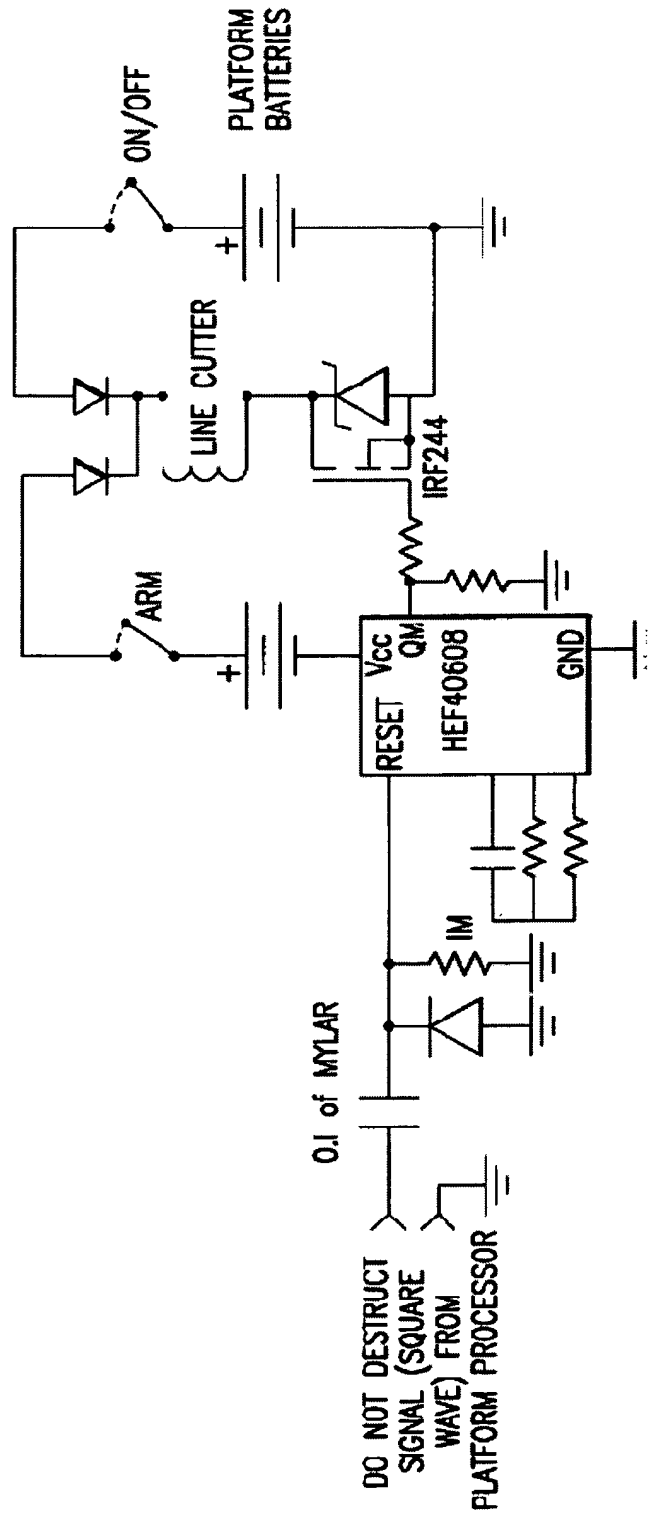 DO NOT DESTRUCT
SIGNAL (SQUARE
WAVE) FROM
PLATFORM PROCESSOR
0.1 of MYLAR
1M
RESET
Vcc
QM
HEF40608
GND
+
ARM
LINE CUTTER
IRF244
ON/OFF
+
PLATFORM
BATTERIES